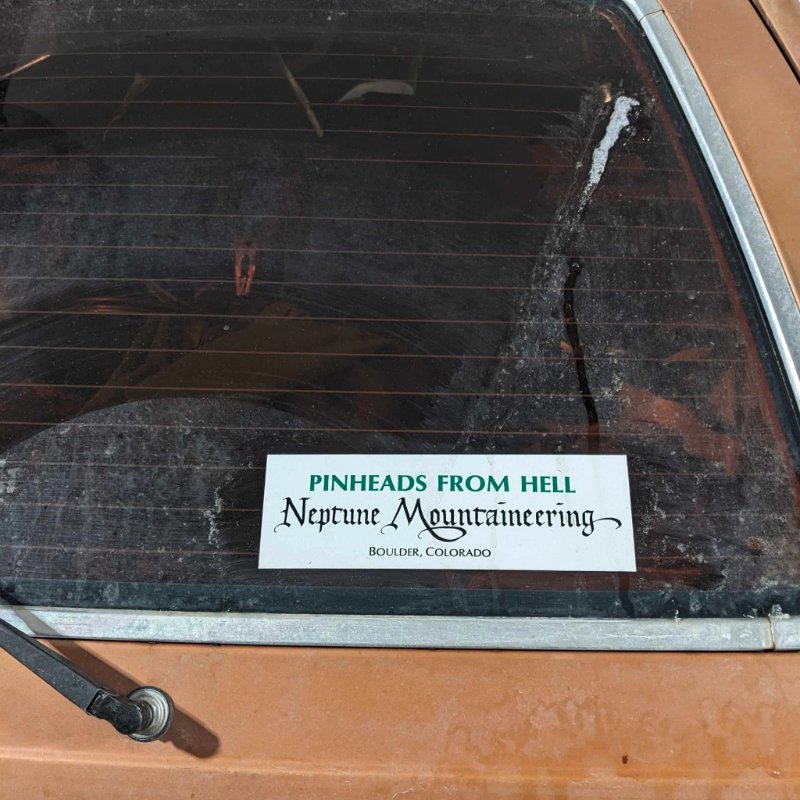 PINHEADS FROM HELL
Neptune Mountaineering
BOULDER, COLORADO